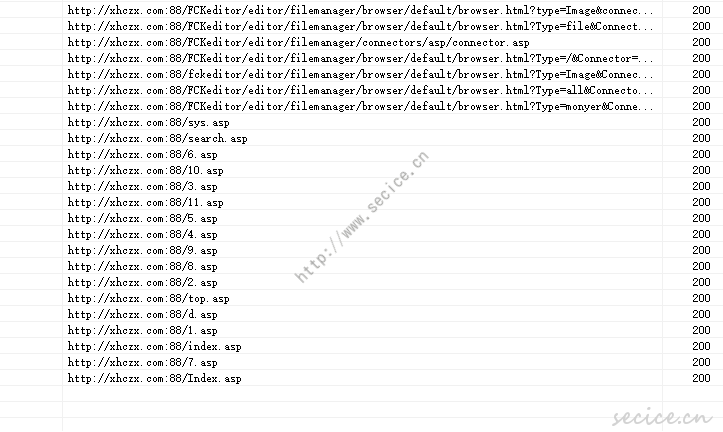 http://xhczx.com:88/FCKeditor/editor/filemanager/browser/default/browser.html?type=Image&connec... 200
http://xhczx.com:88/FCKeditor/editor/filemanager/browser/default/browser.html?Type=file&Connect... 200
http://xhczx.com:88/FCKeditor/editor/filemanager/connectors/asp/connector.asp 200
http://xhczx.com:88/FCKeditor/editor/filemanager/browser/default/browser.html?Type=/&Connector=... 200
http://xhczx.com:88/fckeditor/editor/filemanager/browser/default/browser.html?Type=Image&Connec... 200
http://xhczx.com:88/FCKeditor/editor/filemanager/browser/default/browser.html?Type=all&Connecto... 200
http://xhczx.com:88/FCKeditor/editor/filemanager/browser/default/browser.html?Type=monyer&Conne... 200
http://xhczx.com:88/sys.asp 200
http://xhczx.com:88/search.asp 200
http://xhczx.com:88/6.asp 200
http://xhczx.com:88/10.asp 200
http://xhczx.com:88/3.asp 200
http://xhczx.com:88/11.asp 200
http://xhczx.com:88/5.asp 200
http://xhczx.com:88/4.asp 200
http://xhczx.com:88/9.asp 200
http://xhczx.com:88/8.asp 200
http://xhczx.com:88/2.asp 200
http://xhczx.com:88/top.asp 200
http://xhczx.com:88/d.asp 200
http://xhczx.com:88/1.asp 200
http://xhczx.com:88/index.asp 200
http://xhczx.com:88/7.asp 200
http://xhczx.com:88/Index.asp 200
http://www.secice.cn
secice.cn